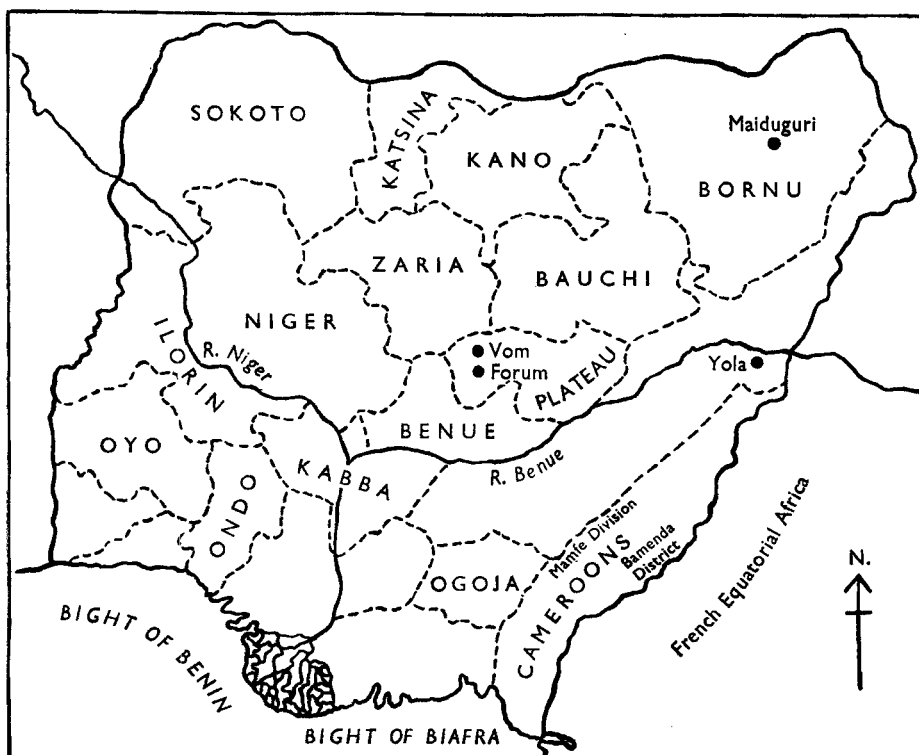 SOKOTO
KATSINA
KANO
Maiduguri
BORNU
ZARIA
BAUCHI
NIGER
ILORIN
R. Niger
Vom
Forum
PLATEAU
Yola
OYO
BENUE
KABBA
R. Benue
ONDO
Mamfe Division
Bamenda
District
CAMEROONS
OGOJA
French Equatorial Africa
N.
BIGHT OF BENIN
BIGHT OF BIAFRA